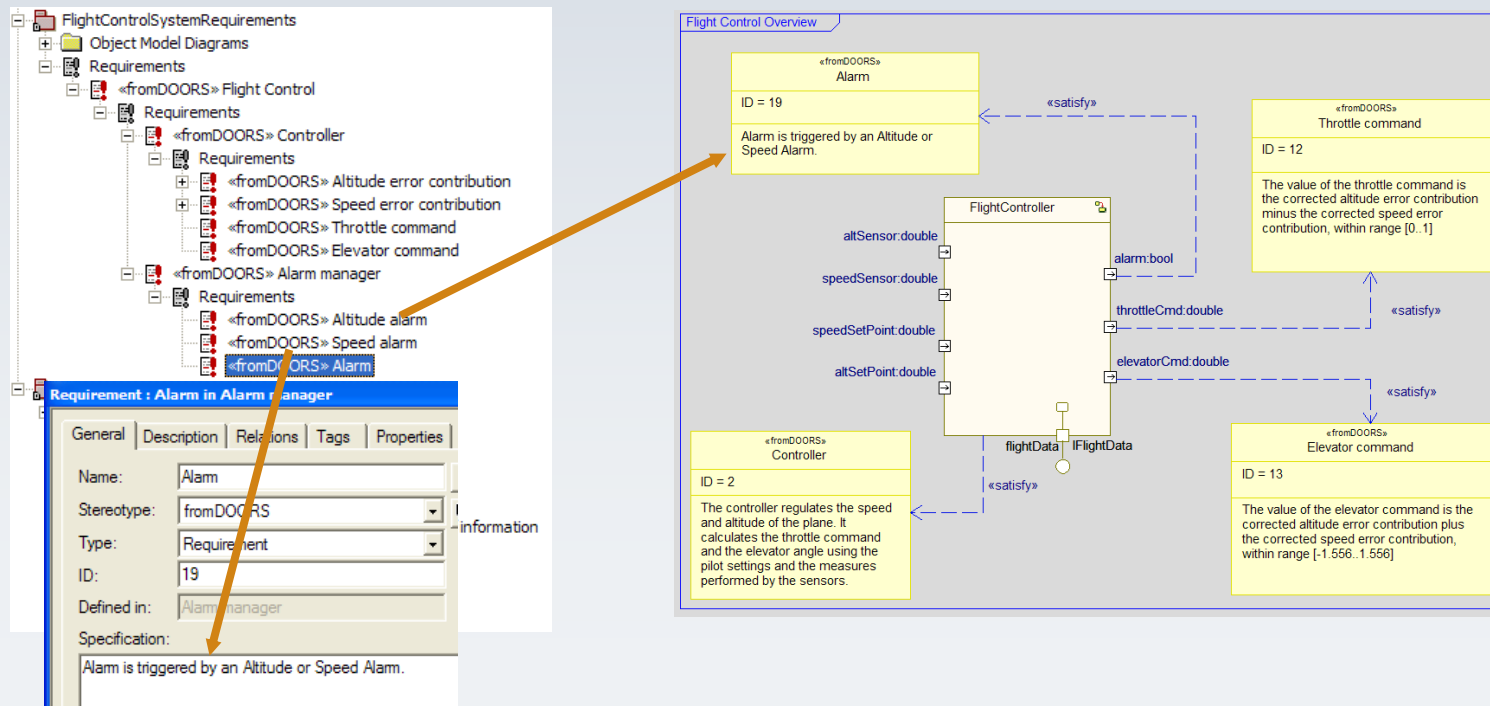 FlightControlSystemRequirements
Object Model Diagrams
Requirements
«fromDOORS» Flight Control
Requirements
«fromDOORS» Controller
Requirements
«fromDOORS» Altitude error contribution
«fromDOORS» Speed error contribution
«fromDOORS» Throttle command
«fromDOORS» Elevator command
«fromDOORS» Alarm manager
Requirements
«fromDOORS» Altitude alarm
«fromDOORS» Speed alarm
«fromDOORS» Alarm
Requirement : Alarm in Alarm manager
General Description Relations Tags Properties
Name: Alarm
Stereotype: fromDOORS
information
Type: Requirement
ID: 19
Defined in: Alarm manager
Specification:
Alarm is triggered by an Altitude or Speed Alarm.
Flight Control Overview
«fromDOORS»
Alarm
ID = 19
Alarm is triggered by an Altitude or
Speed Alarm.
«satisfy»
«fromDOORS»
Throttle command
ID = 12
The value of the throttle command is
the corrected altitude error contribution
minus the corrected speed error
contribution, within range [0..1]
FlightController
altSensor:double
speedSensor:double
speedSetPoint:double
altSetPoint:double
alarm:bool
throttleCmd:double
elevatorCmd:double
«satisfy»
«satisfy»
flightData IFlightData
«satisfy»
«fromDOORS»
Controller
ID = 2
The controller regulates the speed
and altitude of the plane. It
calculates the throttle command
and the elevator angle using the
pilot settings and the measures
performed by the sensors.
«fromDOORS»
Elevator command
ID = 13
The value of the elevator command is the
corrected altitude error contribution plus
the corrected speed error contribution,
within range [-1.556..1.556]